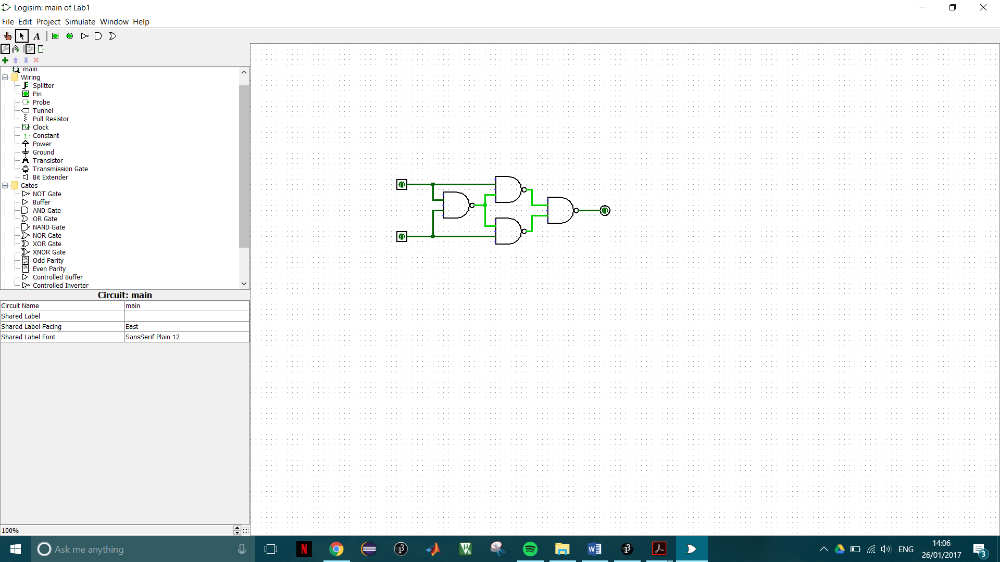 Logisim: main of Lab1
File Edit Project Simulate Window Help
A
main
Wiring
Splitter
Pin
Probe
Tunnel
Pull Resistor
Clock
1 Constant
Power
Ground
Transistor
Transmission Gate
Bit Extender
Gates
NOT Gate
Buffer
AND Gate
OR Gate
NAND Gate
NOR Gate
XOR Gate
XNOR Gate
Odd Parity
Even Parity
Controlled Buffer
Controlled Inverter
Circuit: main
Circuit Name main
Shared Label
Shared Label Facing East
Shared Label Font SansSerif Plain 12
100%
0
0
0
Ask me anything
ENG
14:06
26/01/2017
3